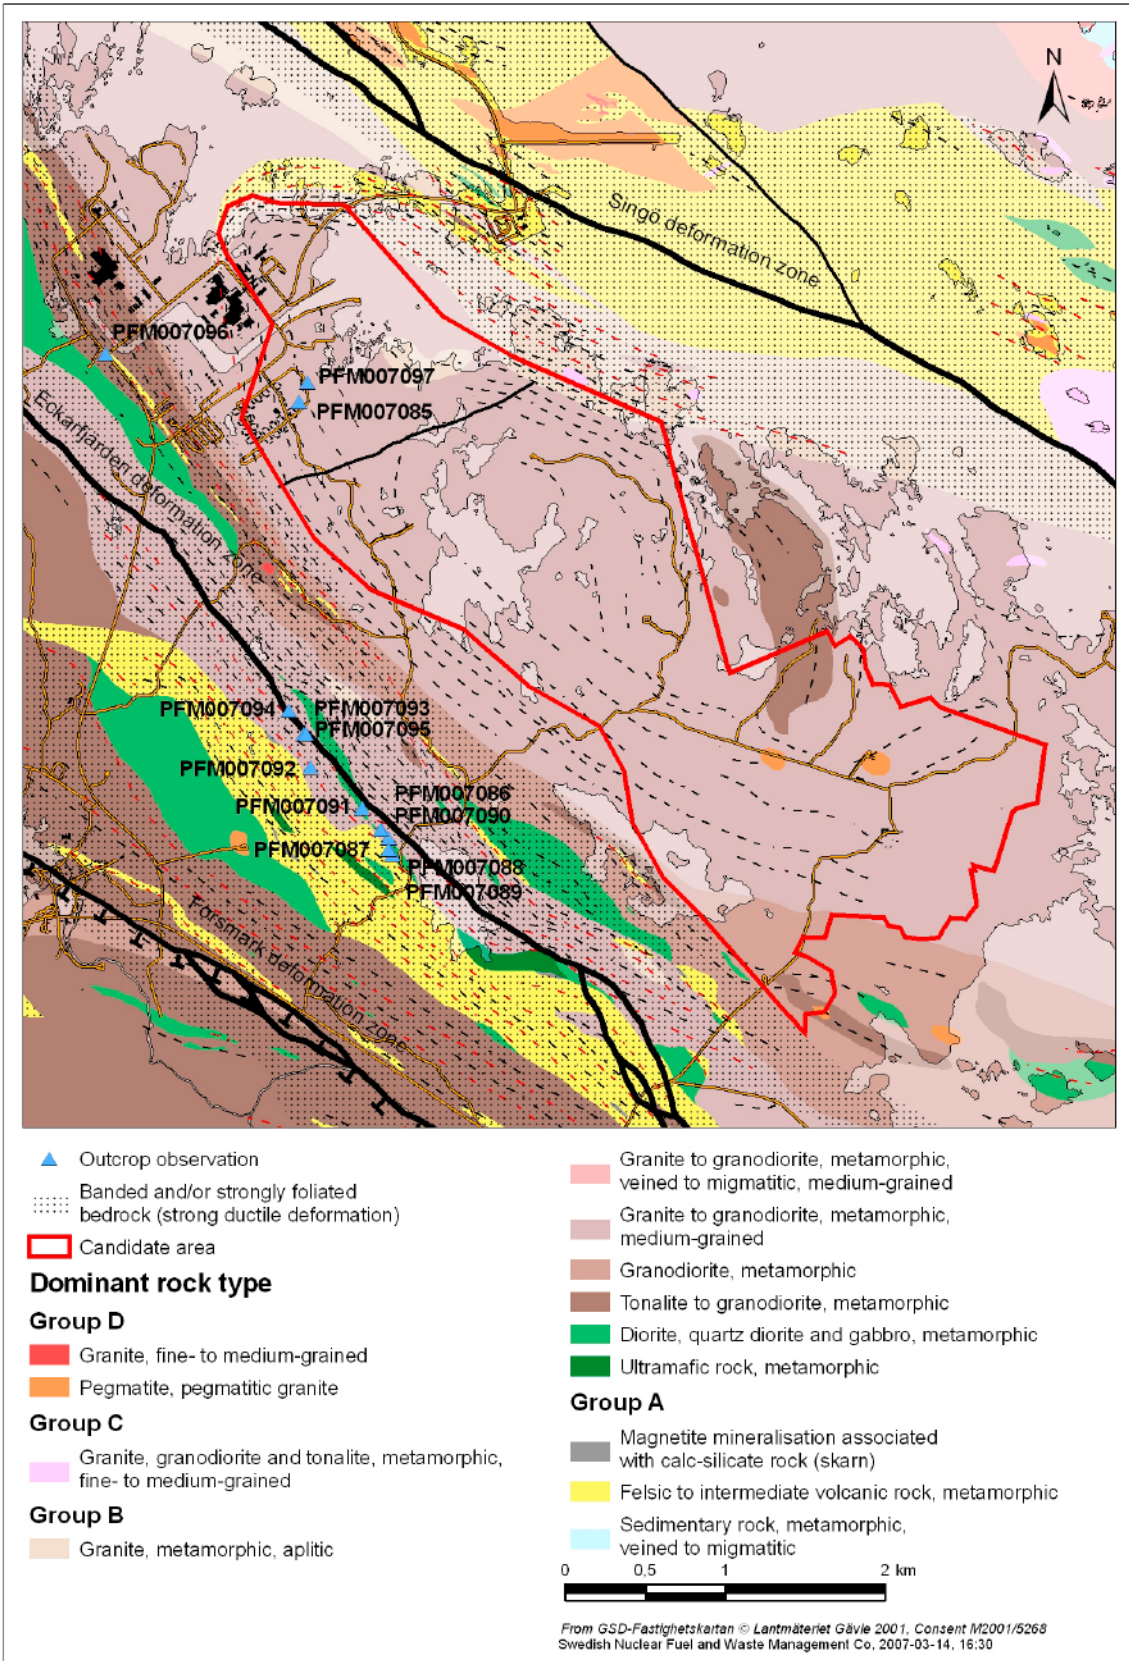 N
Singö deformation zone
PFM007096
PFM007097
PFM007085
Eckarfjärden deformation zone
PFM007094
PFM007093
PFM007095
PFM007092
PFM007086
PFM007091
PFM007090
PFM007087
PFM007088
PFM007089
Forsmark deformation zone
Outcrop observation
Banded and/or strongly foliated
bedrock (strong ductile deformation)
Candidate area
Dominant rock type
Group D
Granite, fine- to medium-grained
Pegmatite, pegmatitic granite
Group C
Granite, granodiorite and tonalite, metamorphic,
fine- to medium-grained
Group B
Granite, metamorphic, aplitic
Granite to granodiorite, metamorphic,
veined to migmatitic, medium-grained
Granite to granodiorite, metamorphic,
medium-grained
Granodiorite, metamorphic
Tonalite to granodiorite, metamorphic
Diorite, quartz diorite and gabbro, metamorphic
Ultramafic rock, metamorphic
Group A
Magnetite mineralisation associated
with calc-silicate rock (skarn)
Felsic to intermediate volcanic rock, metamorphic
Sedimentary rock, metamorphic,
veined to migmatitic
0 0,5 1 2 km
From GSD-Fastighetskartan © Lantmäteriet Gävle 2001, Consent M2001/5268
Swedish Nuclear Fuel and Waste Management Co, 2007-03-14, 16:30